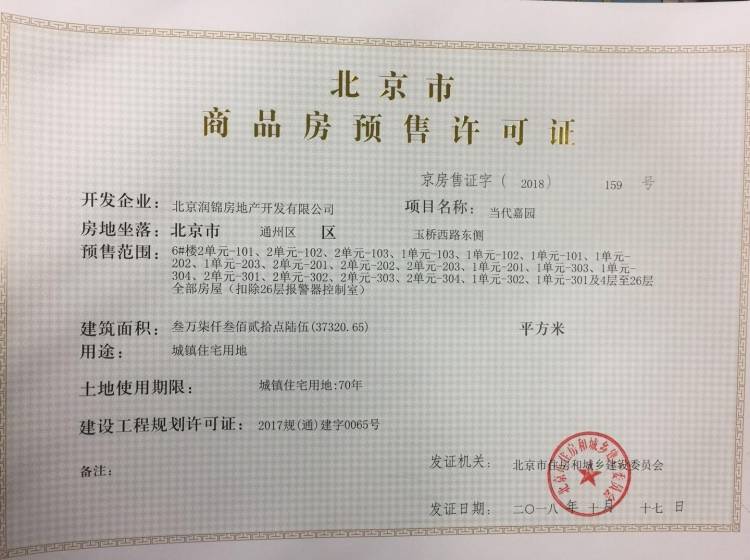 北京市
商品房预售许可证
京房售证字（ 2018） 159 号
开发企业： 北京润锦房地产开发有限公司 项目名称： 当代嘉园
房地坐落：北京市 通州区 区 玉桥西路东侧
预售范围： 6#楼2单元-101、2单元-102、2单元-103、1单元-103、1单元-102、1单元-101、1单元-
202、1单元-203、2单元-201、2单元-202、2单元-203、1单元-201、1单元-303、1单元-
304、2单元-301、2单元-302、2单元-303、2单元-304、1单元-302、1单元-301及4层至26层
全部房屋（扣除26层报警器控制室）
建筑面积： 叁万柒仟叁佰贰拾点陆伍(37320.65) 平方米
用途： 城镇住宅用地
土地使用期限： 城镇住宅用地:70年
建设工程规划许可证： 2017规(通)建字0065号
发证机关： 北京市住房和城乡建设委员会
备注：
北京市住房和城乡建设委员会
发证日期： 二〇一八 年 十 月 十七 日